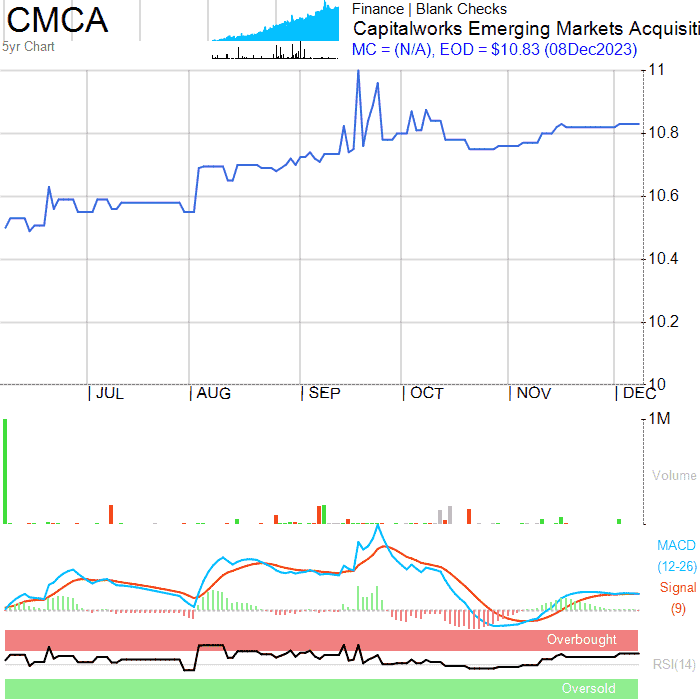 CMCA
5yr Chart
Finance | Blank Checks
Capitalworks Emerging Markets Acquisiti
MC = (N/A), EOD = $10.83 (08Dec2023)
11
10.8
10.6
10.4
10.2
10
JUL AUG SEP OCT NOV DEC
1M
Volume
MACD
(12-26)
Signal
(9)
Overbought
RSI(14)
Oversold